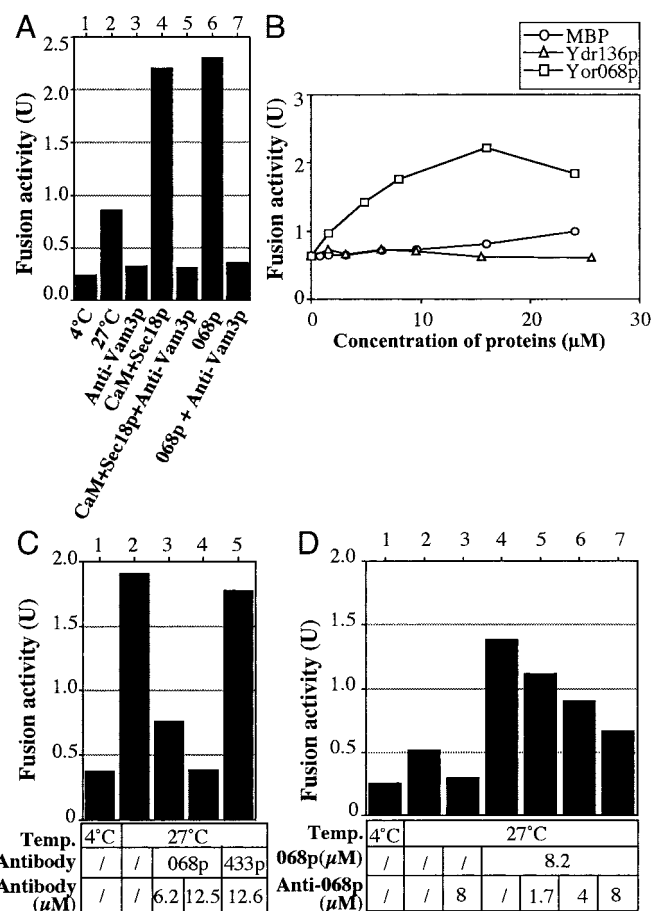 A
1 2 3 4 5 6 7
2.5
2.0
1.5
1.0
0.5
0.0
Fusion activity (U)
4°C
27°C
Anti-Vam3p
CaM+Sec18p
CaM+Sec18p+Anti-Vam3p
068p
068p + Anti-Vam3p
B
MBP
Ydr136p
Yor068p
3
2
1
0
Fusion activity (U)
0 10 20 30
Concentration of proteins (μM)
C
1 2 3 4 5
2.0
1.5
1.0
0.5
0
Fusion activity (U)
Temp. 4°C 27°C
Antibody / / 068p 433p
Antibody (μM) / / 6.2 12.5 12.6
D
1 2 3 4 5 6 7
2.0
1.5
1.0
0.5
0
Fusion activity (U)
Temp. 4°C 27°C
068p(μM) / / / 8.2
Anti-068p (μM) / / 8 / 1.7 4 8